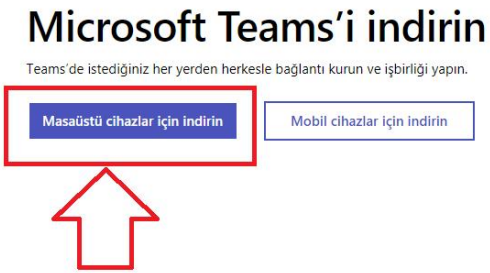 Microsoft Teams’i indirin
Teams’de istediğiniz her yerden herkesle bağlantı kurun ve işbirliği yapın.
Masaüstü cihazlar için indirin
Mobil cihazlar için indirin